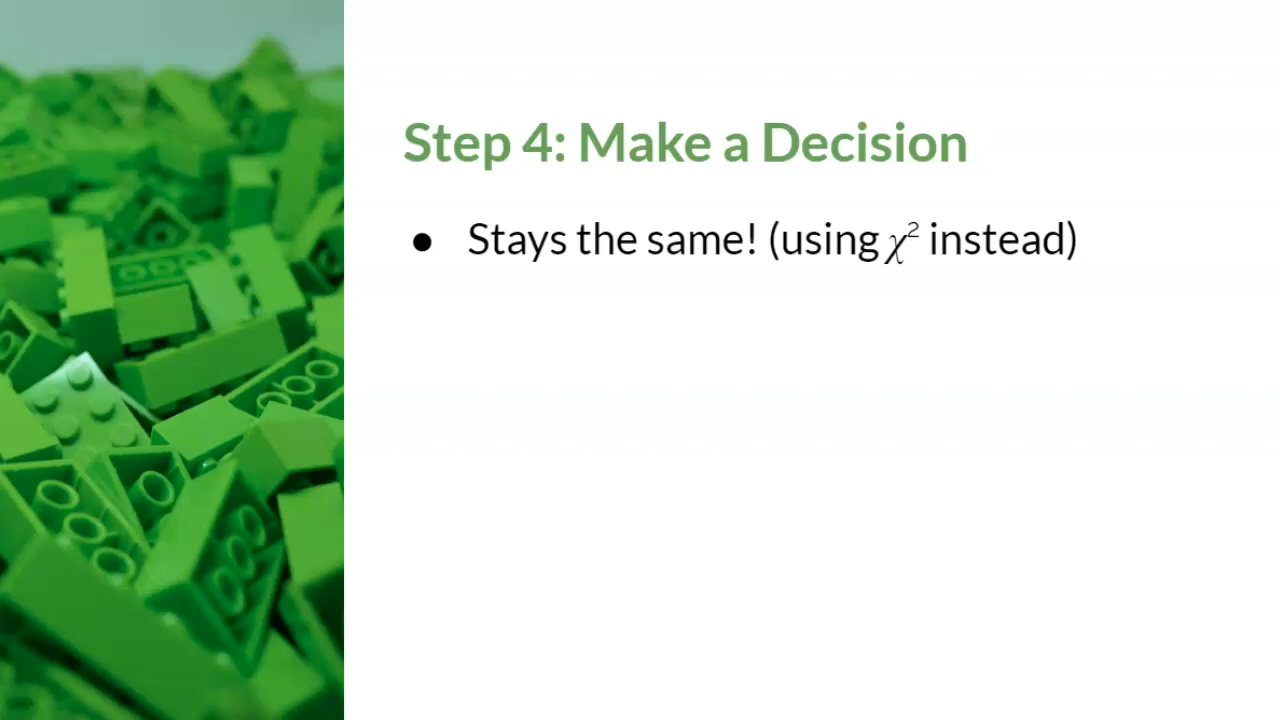 Step 4: Make a Decision
● Stays the same! (using χ² instead)